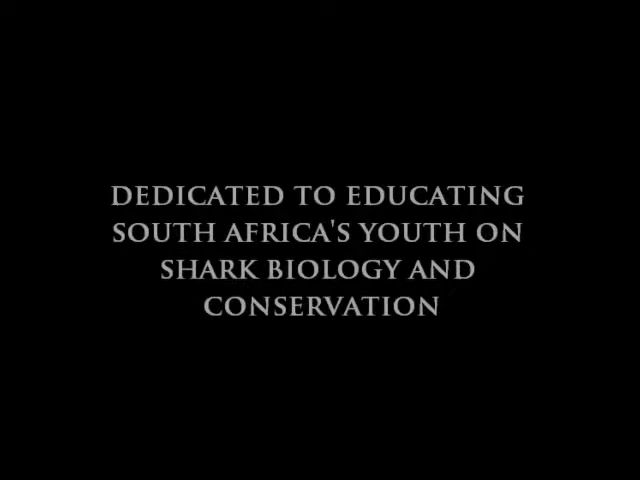 DEDICATED TO EDUCATING
SOUTH AFRICA'S YOUTH ON
SHARK BIOLOGY AND
CONSERVATION